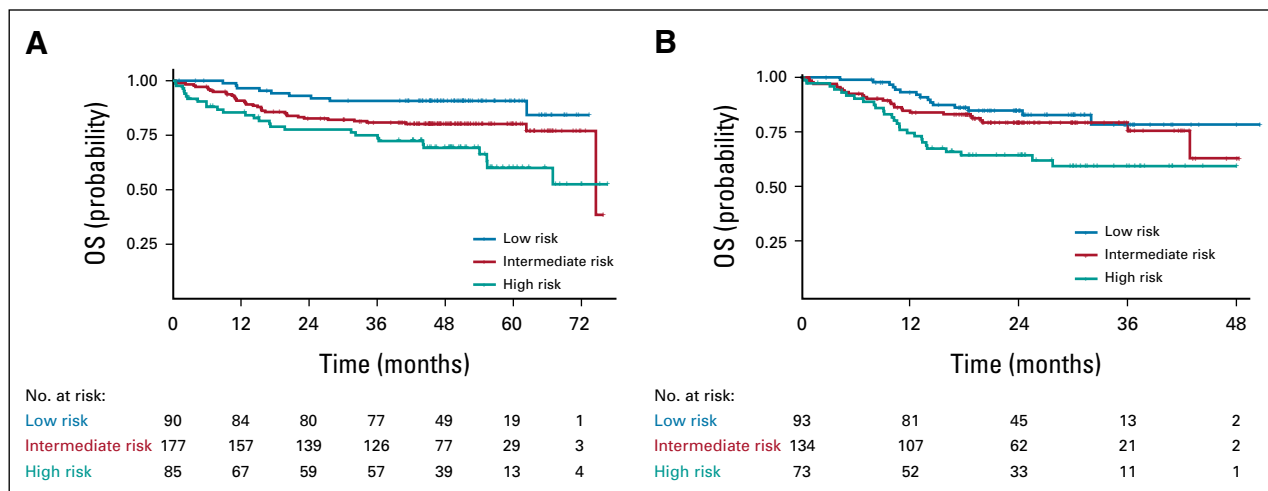 A
OS (probability)
1.00
0.75
0.50
0.25
Low risk
Intermediate risk
High risk
0 12 24 36 48 60 72
Time (months)
No. at risk:
Low risk 90 84 80 77 49 19 1
Intermediate risk 177 157 139 126 77 29 3
High risk 85 67 59 57 39 13 4
B
OS (probability)
1.00
0.75
0.50
0.25
Low risk
Intermediate risk
High risk
0 12 24 36 48
Time (months)
No. at risk:
Low risk 93 81 45 13 2
Intermediate risk 134 107 62 21 2
High risk 73 52 33 11 1